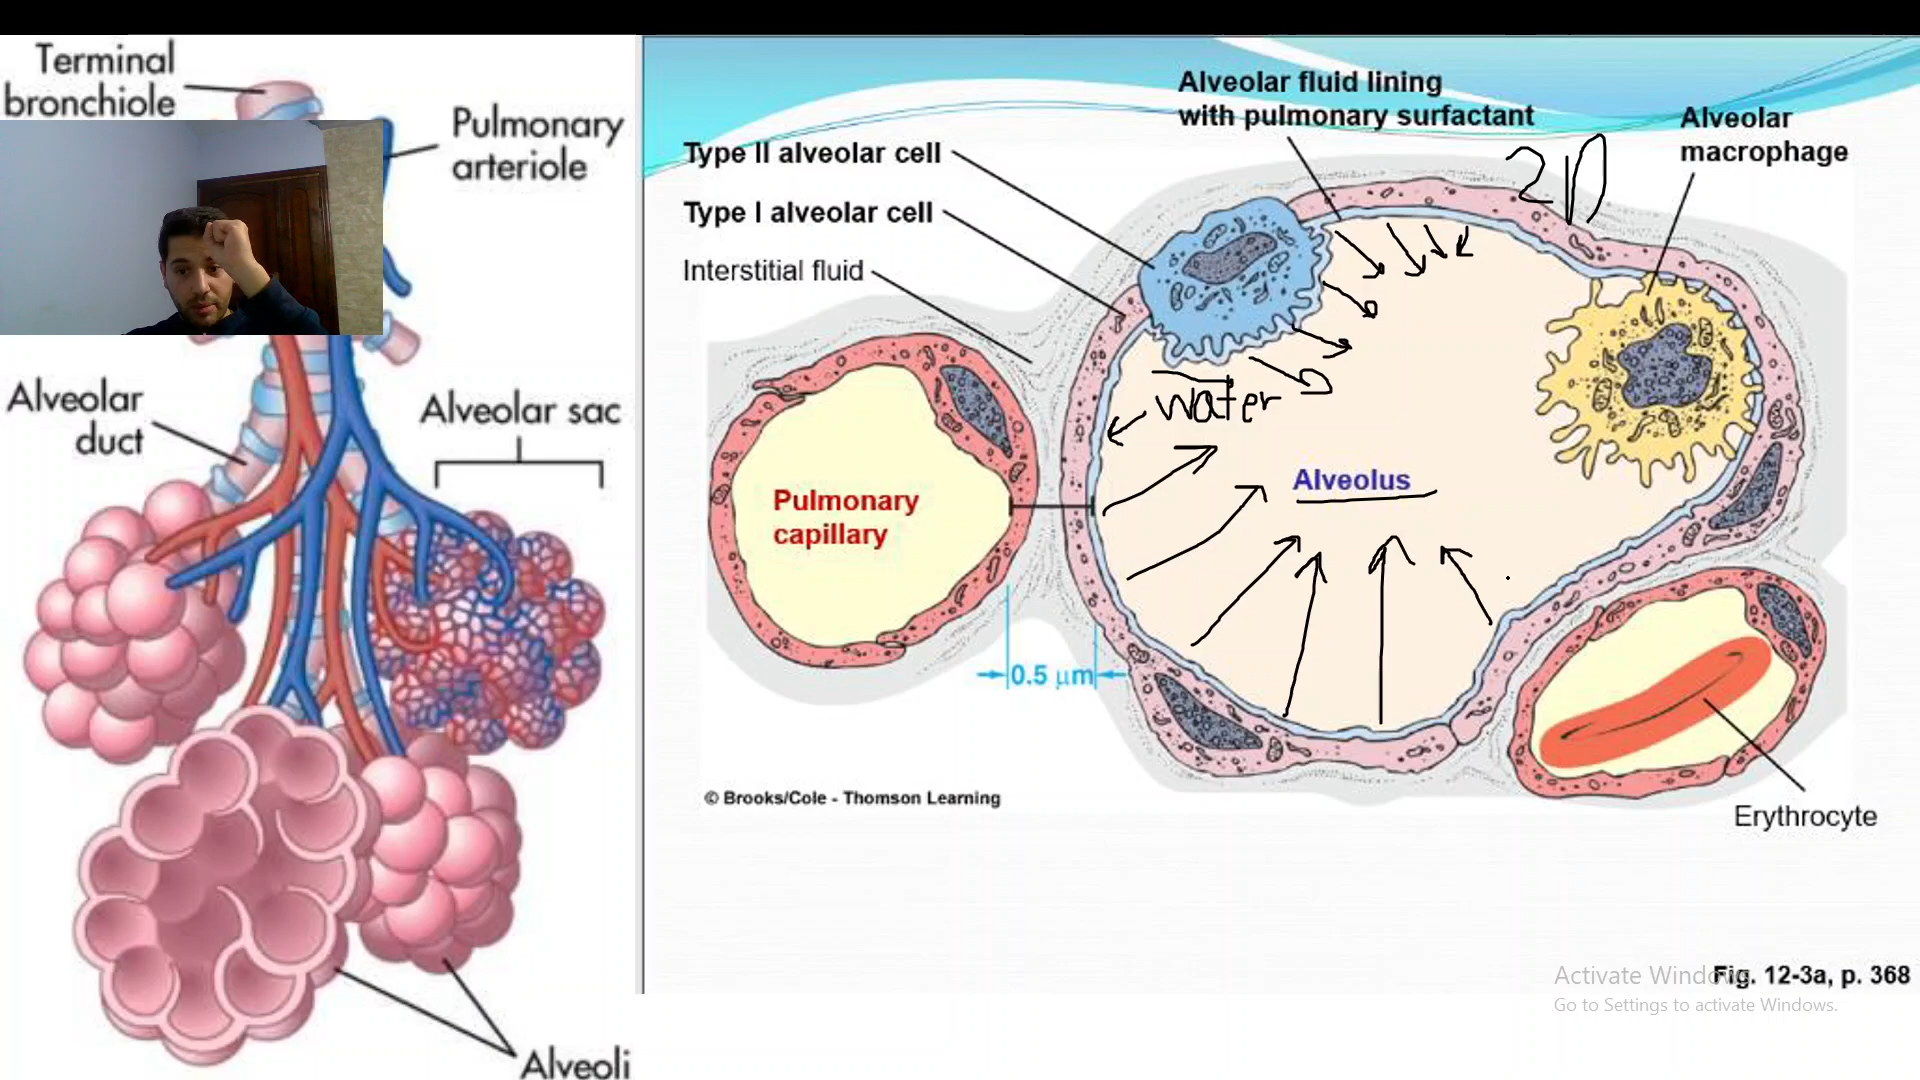 Terminal
bronchiole
Pulmonary
arteriole
Alveolar
duct
Alveolar sac
Alveoli
Alveolar fluid lining
with pulmonary surfactant
Alveolar
macrophage
Type II alveolar cell
Type I alveolar cell
Interstitial fluid
water
Alveolus
Pulmonary
capillary
0.5 μm
© Brooks/Cole - Thomson Learning
Erythrocyte
Fig. 12-3a, p. 368
Activate Windows
Go to Settings to activate Windows.